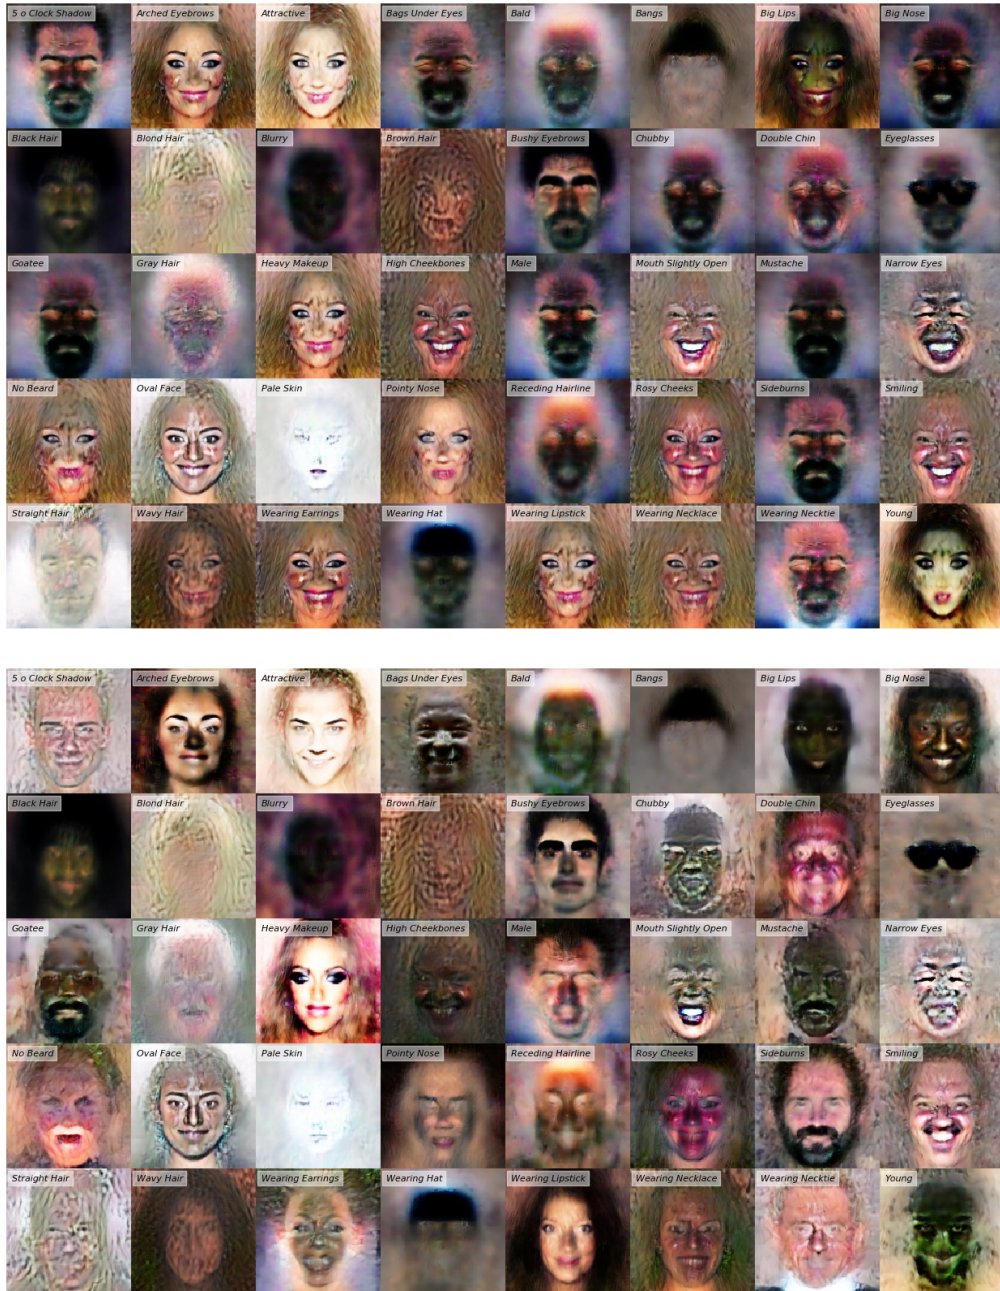 5 o Clock Shadow Arched Eyebrows Attractive Bags Under Eyes Bald Bangs Big Lips Big Nose
Black Hair Blond Hair Blurry Brown Hair Bushy Eyebrows Chubby Double Chin Eyeglasses
Goatee Gray Hair Heavy Makeup High Cheekbones Male Mouth Slightly Open Mustache Narrow Eyes
No Beard Oval Face Pale Skin Pointy Nose Receding Hairline Rosy Cheeks Sideburns Smiling
Straight Hair Wavy Hair Wearing Earrings Wearing Hat Wearing Lipstick Wearing Necklace Wearing Necktie Young
5 o Clock Shadow Arched Eyebrows Attractive Bags Under Eyes Bald Bangs Big Lips Big Nose
Black Hair Blond Hair Blurry Brown Hair Bushy Eyebrows Chubby Double Chin Eyeglasses
Goatee Gray Hair Heavy Makeup High Cheekbones Male Mouth Slightly Open Mustache Narrow Eyes
No Beard Oval Face Pale Skin Pointy Nose Receding Hairline Rosy Cheeks Sideburns Smiling
Straight Hair Wavy Hair Wearing Earrings Wearing Hat Wearing Lipstick Wearing Necklace Wearing Necktie Young